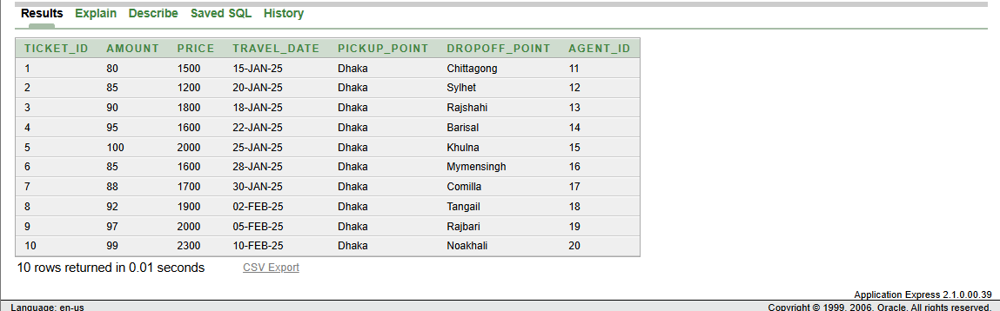 Results Explain Describe Saved SQL History
TICKET_ID AMOUNT PRICE TRAVEL_DATE PICKUP_POINT DROPOFF_POINT AGENT_ID
1 80 1500 15-JAN-25 Dhaka Chittagong 11
2 85 1200 20-JAN-25 Dhaka Sylhet 12
3 90 1800 18-JAN-25 Dhaka Rajshahi 13
4 95 1600 22-JAN-25 Dhaka Barisal 14
5 100 2000 25-JAN-25 Dhaka Khulna 15
6 85 1600 28-JAN-25 Dhaka Mymensingh 16
7 88 1700 30-JAN-25 Dhaka Comilla 17
8 92 1900 02-FEB-25 Dhaka Tangail 18
9 97 2000 05-FEB-25 Dhaka Rajbari 19
10 99 2300 10-FEB-25 Dhaka Noakhali 20
10 rows returned in 0.01 seconds CSV Export
Application Express 2.1.0.00.39
Language: en-us Copyright © 1999, 2006, Oracle. All rights reserved.